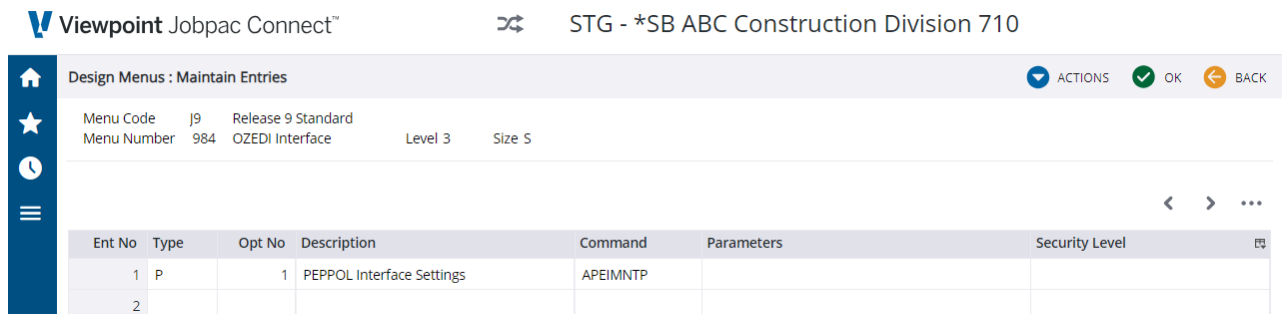 Viewpoint Jobpac Connect™ STG - *SB ABC Construction Division 710
Design Menus : Maintain Entries ACTIONS OK BACK
Menu Code J9 Release 9 Standard
Menu Number 984 OZEDI Interface Level 3 Size S
Ent No Type Opt No Description Command Parameters Security Level
1 P 1 PEPPOL Interface Settings APEIMNTP
2